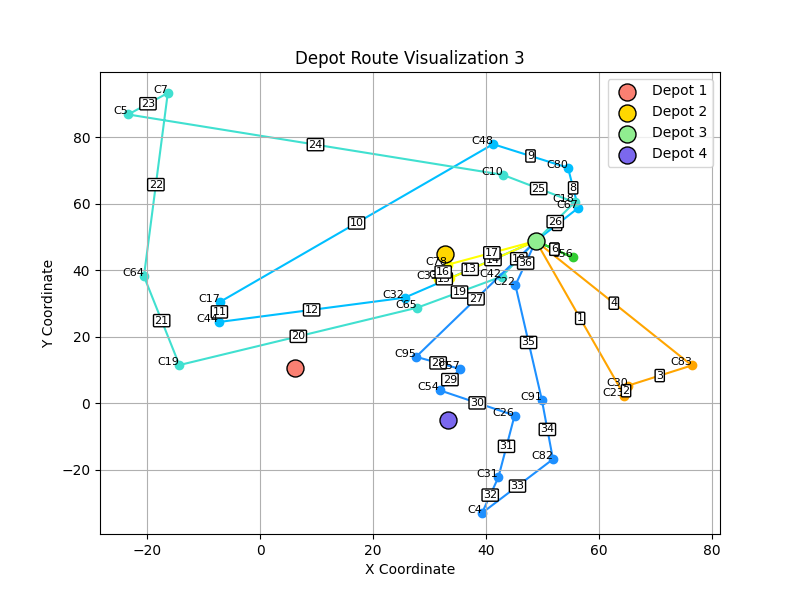 Depot Route Visualization 3
Depot 1
Depot 2
Depot 3
Depot 4
Y Coordinate
80
60
40
20
0
−20
−20
0
20
40
60
80
X Coordinate
C7
C5
23
24
22
C48
9
C80
C10
25
8
C18
C67
26
10
6
C56
17
C78
13
16
C42
36
C22
19
27
4
C64
C17
11
C44
12
C32
C65
21
20
C19
1
35
C95
28
C57
29
C54
30
C26
31
C31
32
C4
33
C82
34
C91
C83
3
C30
2
C23